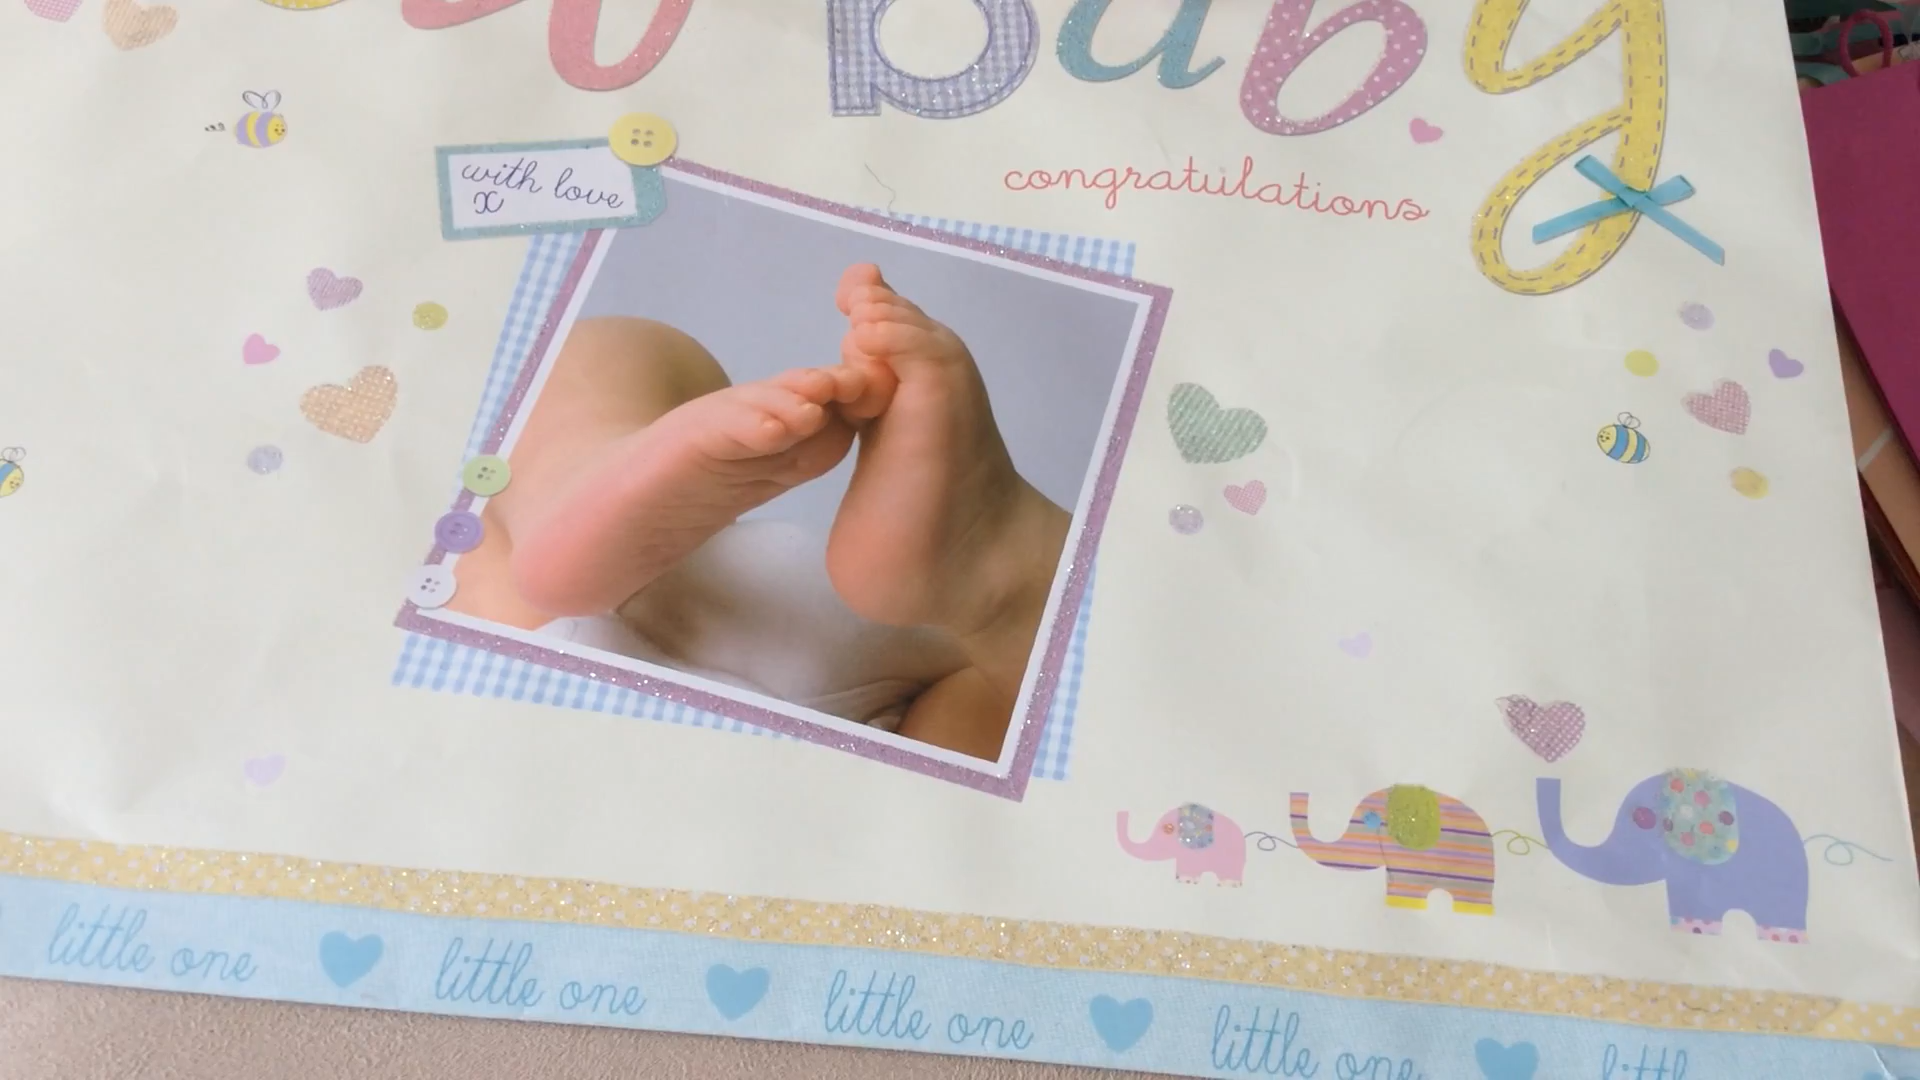 baby
congratulations
with love
x
little one little one little one little one